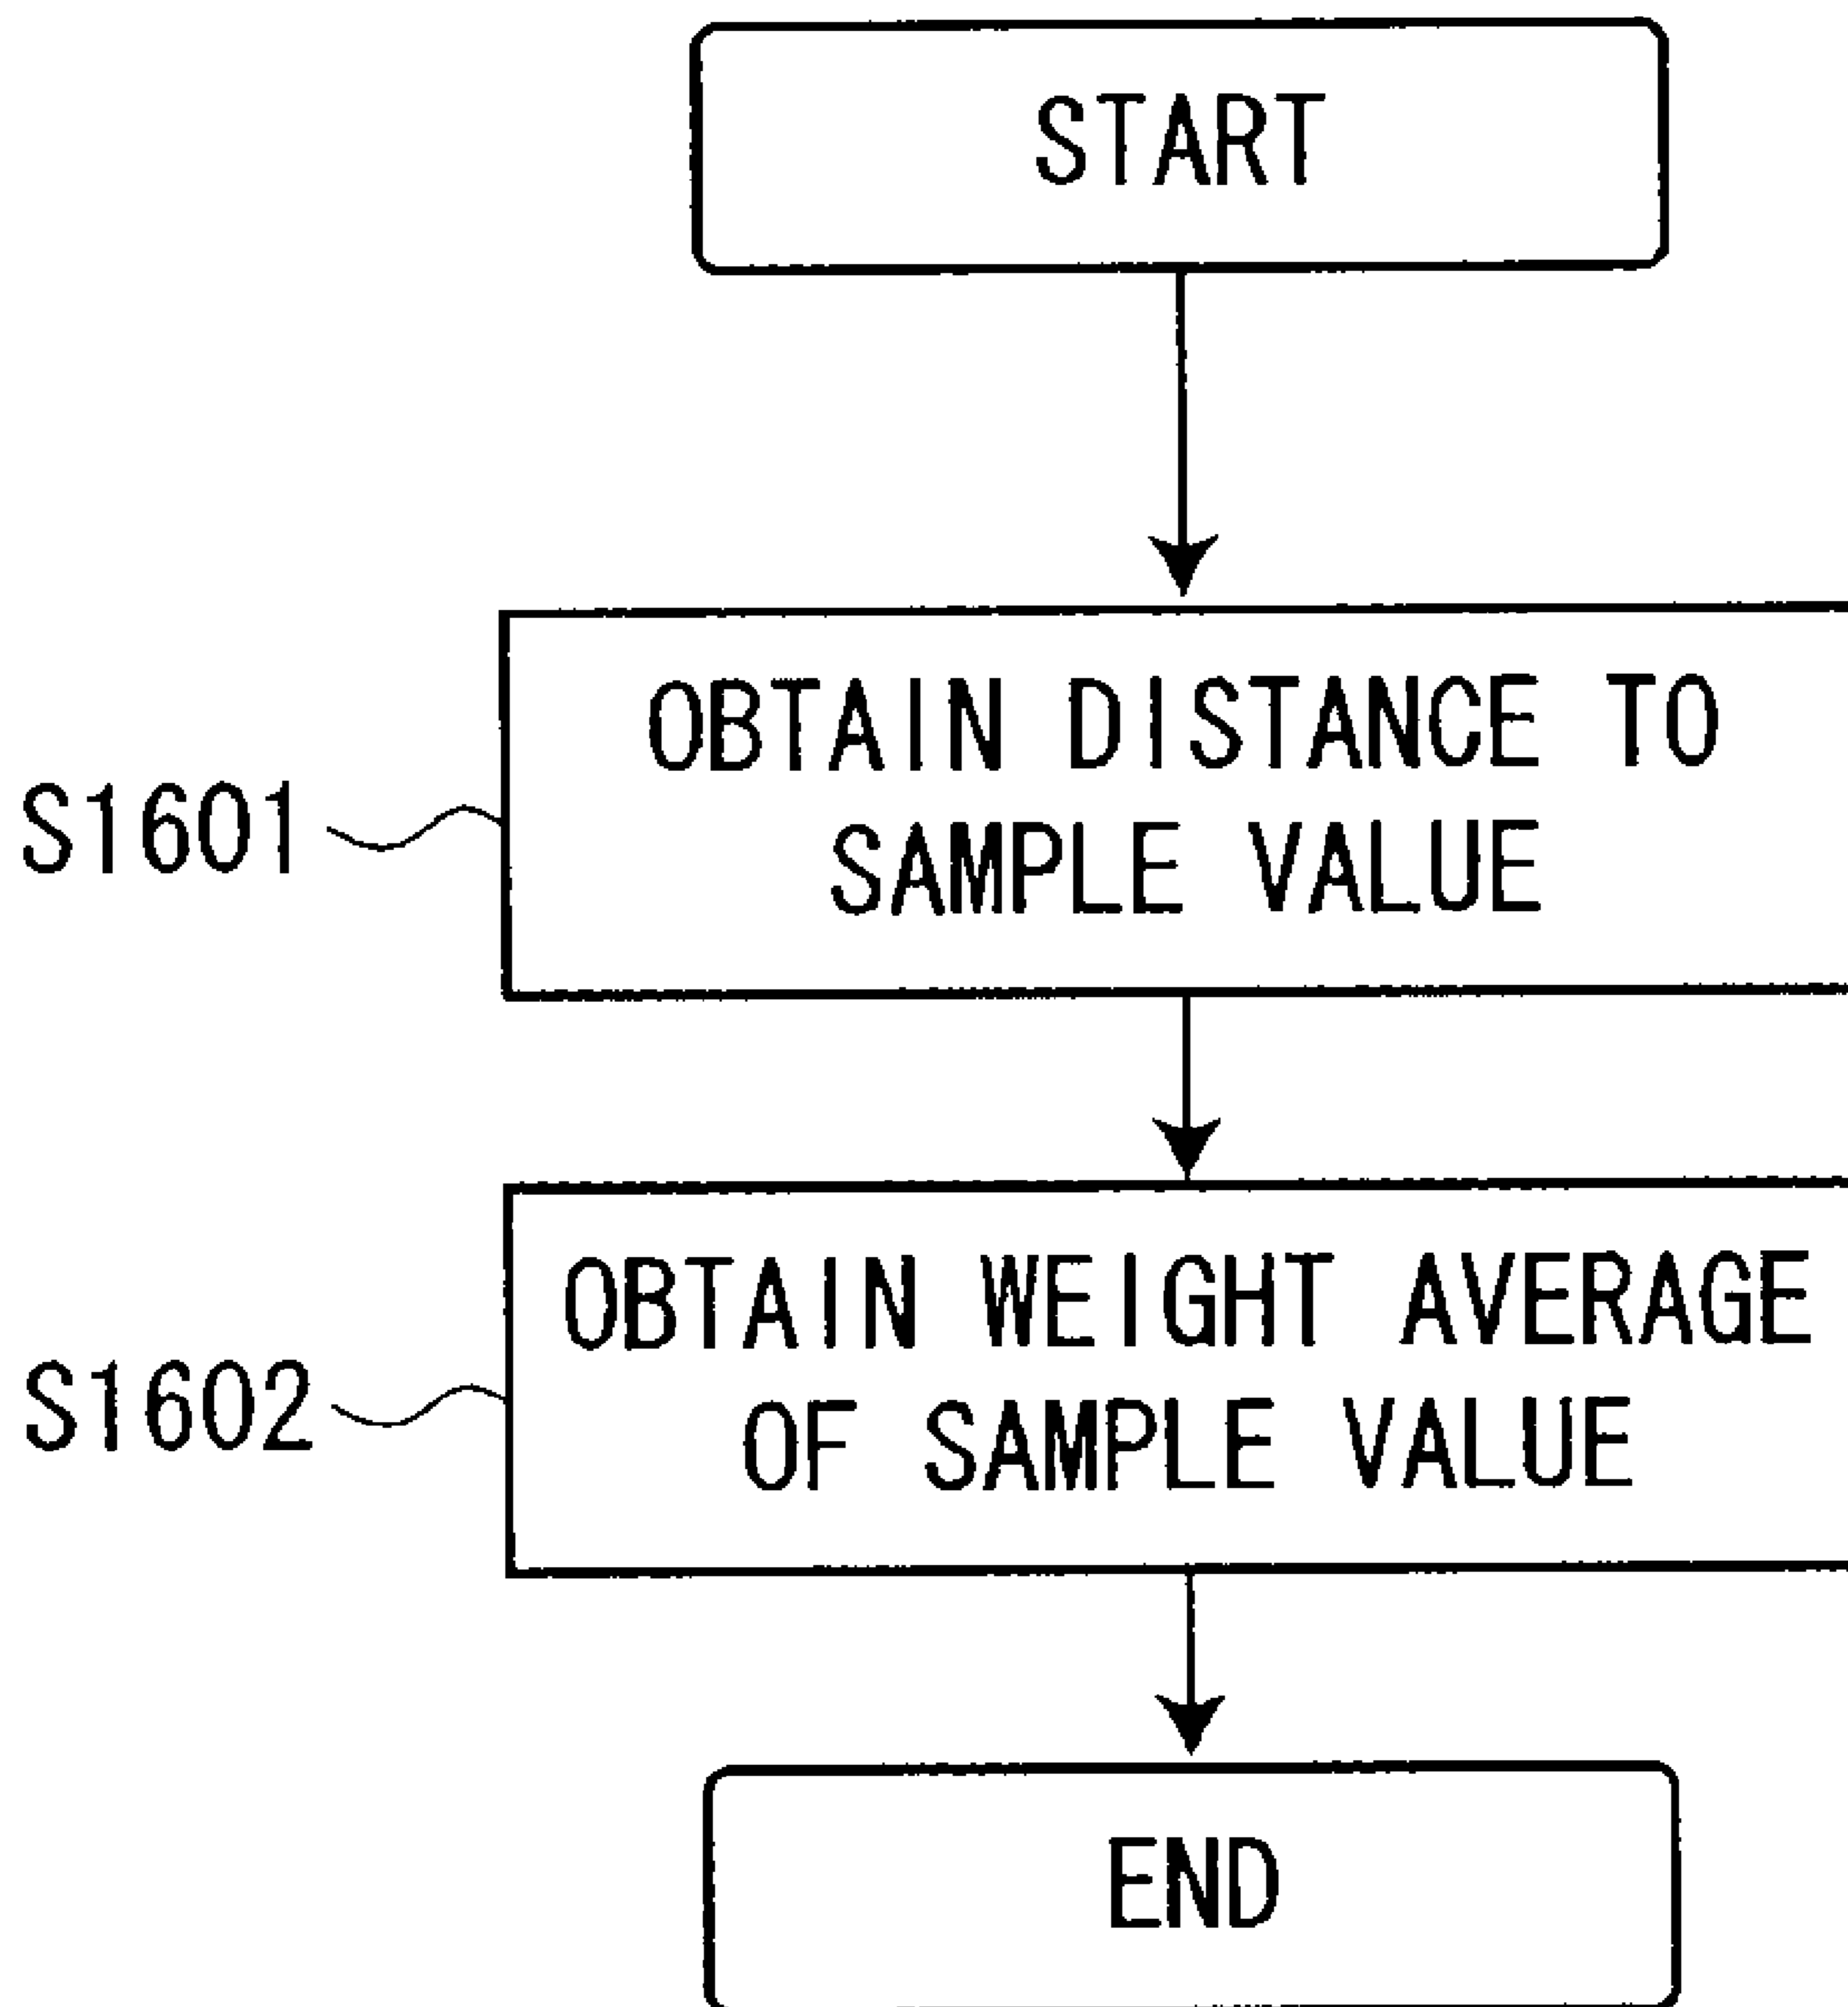 START
OBTAIN DISTANCE TO
SAMPLE VALUE
S1601
OBTAIN WEIGHT AVERAGE
OF SAMPLE VALUE
S1602
END